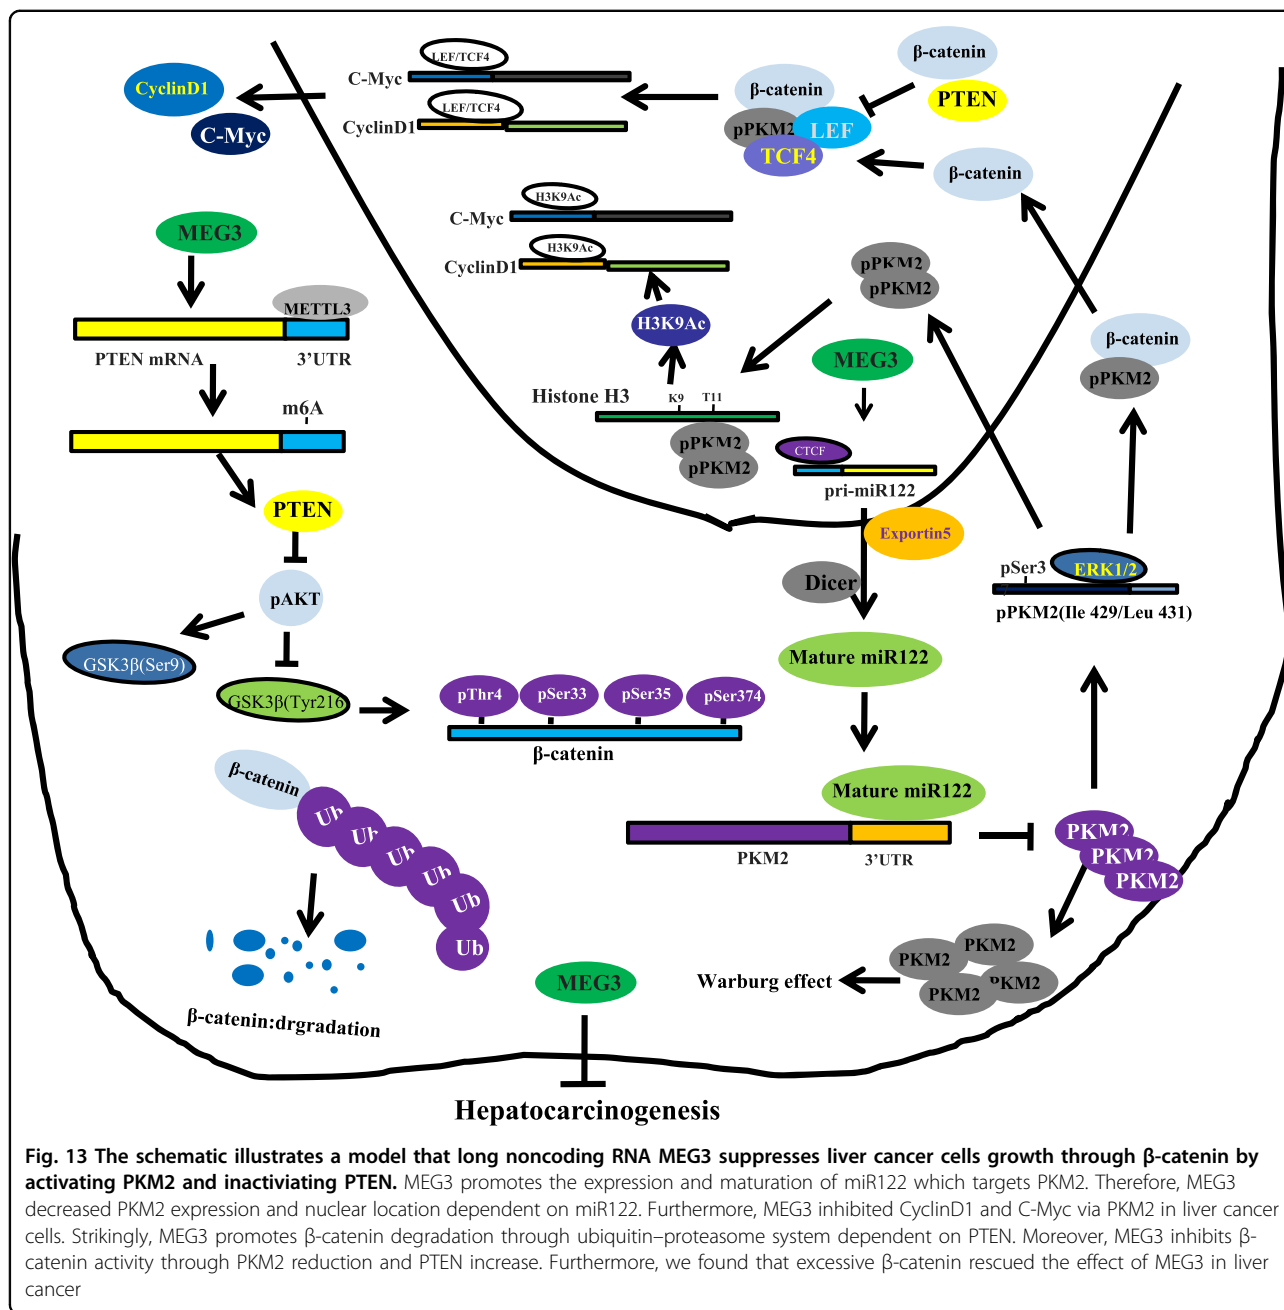 LEF/TCF4
C-Myc
LEF/TCF4
CyclinD1
CyclinD1
C-Myc
β-catenin
PTEN
β-catenin
pPKM2
LEF
TCF4
β-catenin
H3K9Ac
C-Myc
H3K9Ac
CyclinD1
H3K9Ac
pPKM2
pPKM2
MEG3
MEG3
METTL3
PTEN mRNA
3’UTR
m6A
Histone H3
K9
T11
pPKM2
pPKM2
CTCF
pri-miR122
β-catenin
pPKM2
PTEN
Exportin5
Dicer
pSer3
ERK1/2
pPKM2(Ile 429/Leu 431)
pAKT
GSK3β(Ser9)
GSK3β(Tyr216
pThr4
pSer33
pSer35
pSer374
β-catenin
Mature miR122
Mature miR122
PKM2
3’UTR
PKM2
PKM2
PKM2
β-catenin
Ub
Ub
Ub
Ub
Ub
Ub
β-catenin:drgradation
MEG3
Warburg effect
PKM2
PKM2
PKM2
PKM2
Hepatocarcinogenesis
Fig. 13 The schematic illustrates a model that long noncoding RNA MEG3 suppresses liver cancer cells growth through β-catenin by
activating PKM2 and inactiviating PTEN. MEG3 promotes the expression and maturation of miR122 which targets PKM2. Therefore, MEG3
decreased PKM2 expression and nuclear location dependent on miR122. Furthermore, MEG3 inhibited CyclinD1 and C-Myc via PKM2 in liver cancer
cells. Strikingly, MEG3 promotes β-catenin degradation through ubiquitin–proteasome system dependent on PTEN. Moreover, MEG3 inhibits β-
catenin activity through PKM2 reduction and PTEN increase. Furthermore, we found that excessive β-catenin rescued the effect of MEG3 in liver
cancer